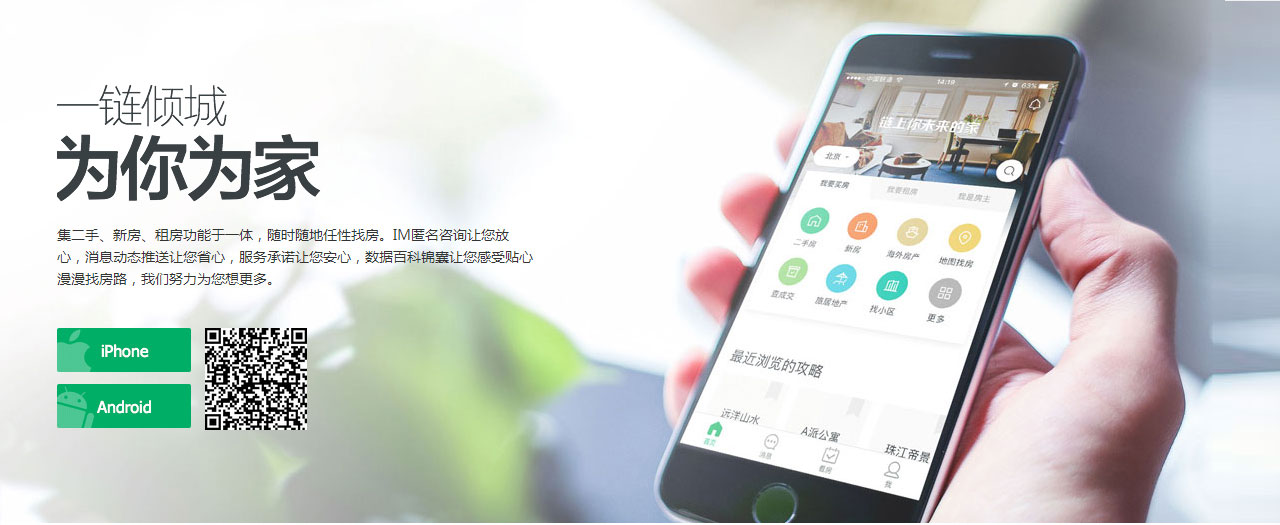 一链倾城
为你为家
集二手、新房、租房功能于一体，随时随地任性找房。IM匿名咨询让您放
心，消息动态推送让您省心，服务承诺让您安心，数据百科锦囊让您感受贴心
漫漫找房路，我们努力为您想更多。
iPhone
Android
中国联通 14:19 63%
链上你未来的家
北京
我要买房 我要租房 我是房主
二手房 新房 海外房产 地图找房
查成交 旅居地产 找小区 更多
最近浏览的攻略
远洋山水 A派公寓 珠江帝景
首页 消息 看房 我